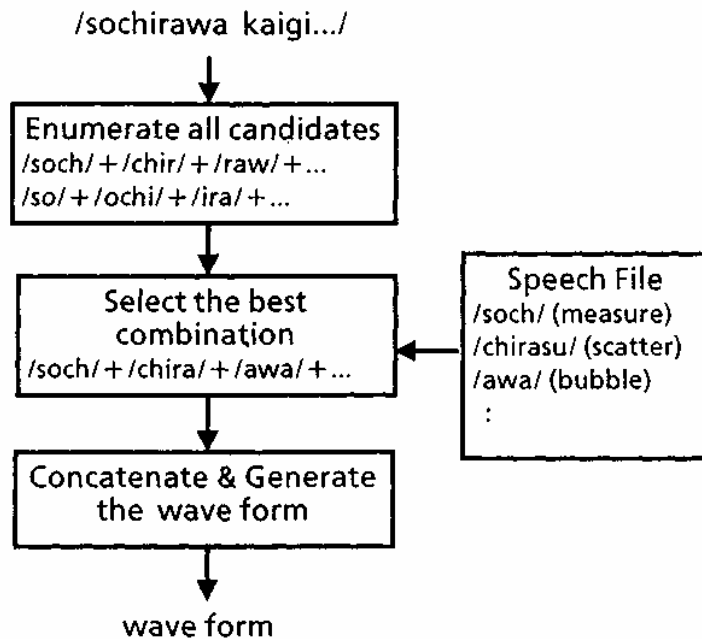 /sochirawa kaigi.../
Enumerate all candidates
/soch/ + /chir/ + /raw/ + ...
/so/ + /ochi/ + /ira/ + ...
Select the best
combination
/soch/ + /chira/ + /awa/ + ...
Speech File
/soch/ (measure)
/chirasu/ (scatter)
/awa/ (bubble)
:
Concatenate & Generate
the wave form
wave form